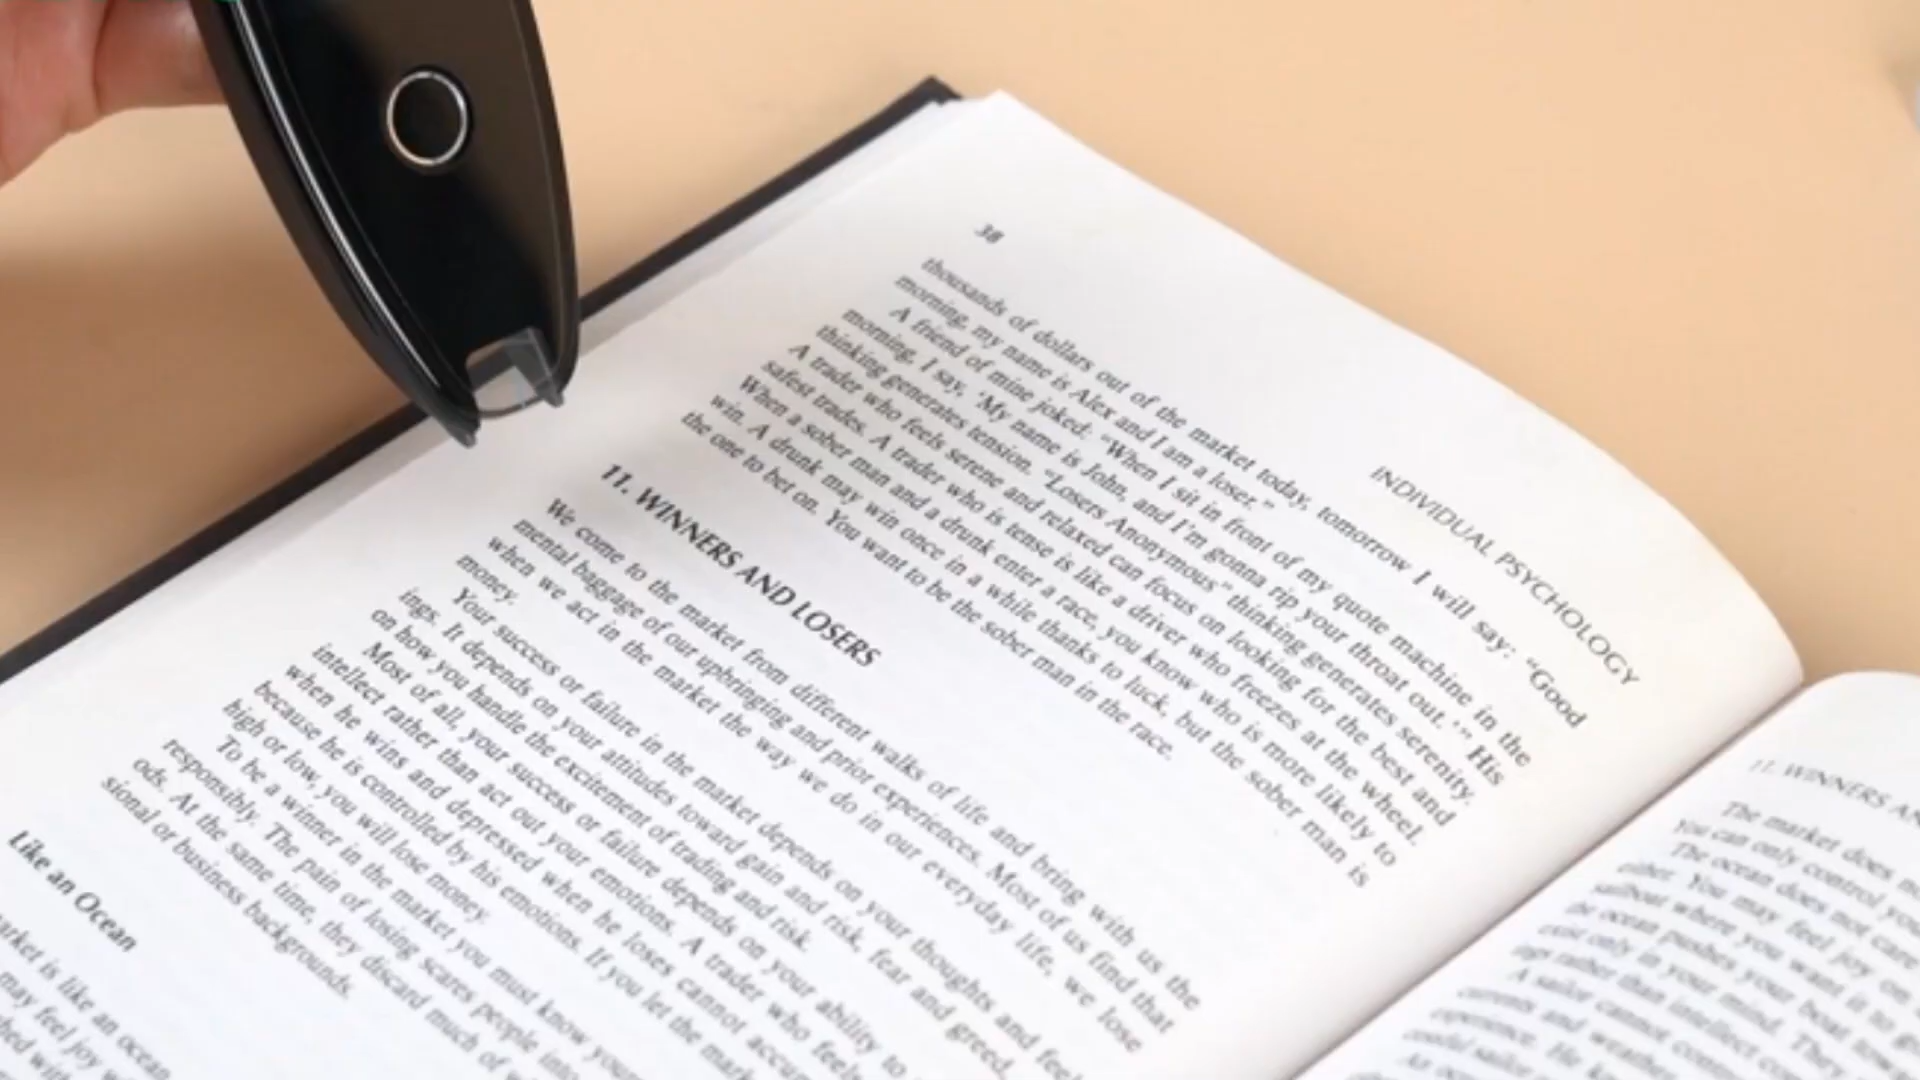 38
INDIVIDUAL PSYCHOLOGY
thousands of dollars out of the market today, tomorrow I will say: “Good
morning, my name is Alex and I am a loser.”
A friend of mine joked: “When I sit in front of my quote machine in the
morning, I say, ‘My name is John, and I’m gonna rip your throat out.’” His
thinking generates tension. “Losers Anonymous” thinking generates serenity.
A trader who feels serene and relaxed can focus on looking for the best and
safest trades. A trader who is tense is like a driver who freezes at the wheel.
When a sober man and a drunk enter a race, you know who is more likely to
win. A drunk may win once in a while thanks to luck, but the sober man is
the one to bet on. You want to be the sober man in the race.
11. WINNERS AND LOSERS
We come to the market from different walks of life and bring with us the
mental baggage of our upbringing and prior experiences. Most of us find that
when we act in the market the way we do in our everyday life, we lose
money.
Your success or failure in the market depends on your thoughts and
ings. It depends on your attitudes toward gain and risk, fear and greed,
on how you handle the excitement of trading and risk.
Most of all, your success or failure depends on your ability to
intellect rather than act out your emotions. A trader who feels
when he wins and depressed when he loses cannot
because he is controlled by his emotions. If you let the
high or low, you will lose money.
To be a winner in the market you must know
responsibly. The pain of losing scares people into
ods. At the same time, they discard much of
sional or business backgrounds.
Like an Ocean
is like an ocean
may feel joy
11. WINNERS
The market does
You can only control
The ocean does not care
You may feel joy
sailboat where you want it to
ocean pushes your boat
only in your mind. They
rather than intellect
A sailor cannot
and weather